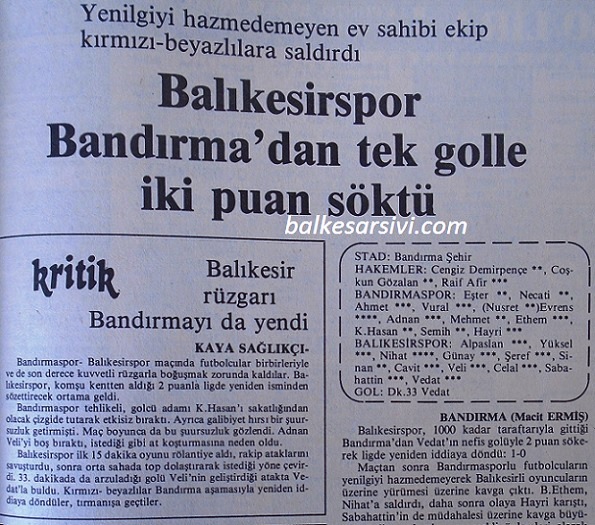 Yenilgiyi hazmedemeyen ev sahibi ekip
kırmızı-beyazlılara saldırdı
Balıkesirspor
Bandırma’dan tek golle
iki puan söktü
balkesarsivi.com
kritik
Balıkesir
rüzgarı
Bandırmayı da yendi
KAYA SAĞLIKÇI-
Bandırmaspor- Balıkesirspor maçında futbolcular birbirleriyle
ve de son derece kuvvetli rüzgarla boğuşmak zorunda kaldılar. Ba-
lıkesirspor, komşu kentten aldığı 2 puanla ligde yeniden isminden
sözettirecek ortama geldi.
Bandırmaspor tehlikeli, golcü adamı K.Hasan’ı sakatlığından
olacak çizgide tutarak etkisiz bıraktı. Ayrıca galibiyet hırsı bir şuur-
suzluk getirmişti. Maç boyunca da bu şuursuzluk gözlendi. Adnan
Veli’yi boş bıraktı, istediği gibi at koşturmasına neden oldu.
Balıkesirspor ilk 15 dakika oyunu rölantiye aldı, rakip atakların
savuşturdu, sonra orta sahada top dolaştırarak istediği yöne çevir-
di. 33. dakikada da arzuladığı golü Veli’nin geliştirdiği atakta Ve-
dat’la buldu. Kırmızı- beyazlılar Bandırma aşamasıyla yeniden id-
diaya döndüler, tırmanışa geçtiler.
STAD: Bandırma Şehir
HAKEMLER: Cengiz Demirpençe **, Coş-
kun Gözalan **, Raif Afir ***
BANDIRMASPOR: Eşter **, Necati **,
Ahmet ***, Vural ***, (Nusret **)Evrens
****, Adnan ***, Mehmet **, Ethem ***,
K.Hasan **, Semih **, Hayri ***
BALIKESİRSPOR: Alpaslan ***, Yüksel
***, Nihat ****, Günay ***, Şeref ***, Si-
nan **, Cavit ***, Veli ***, Celal ***, Saba-
hattin ***, Vedat ***
GOL: Dk.33 Vedat
BANDIRMA (Macit ERMİŞ)
Balıkesirspor, 1000 kadar taraftarıyla gittiği
Bandırma’dan Vedat’ın nefis golüyle 2 puan söke-
rek ligde yeniden iddiaya döndü: 1-0
Maçtan sonra Bandırmasporlu futbolcuların
yenilgiyi hazmedemeyerek Balıkesirli oyuncuların
üzerine yürümesi üzerine kavga çıktı. B.Ethem,
Nihat’a saldırdı, daha sonra olaya Hayri karıştı,
Sabahattin’in de müdahalesi üzerine kavga büyü-